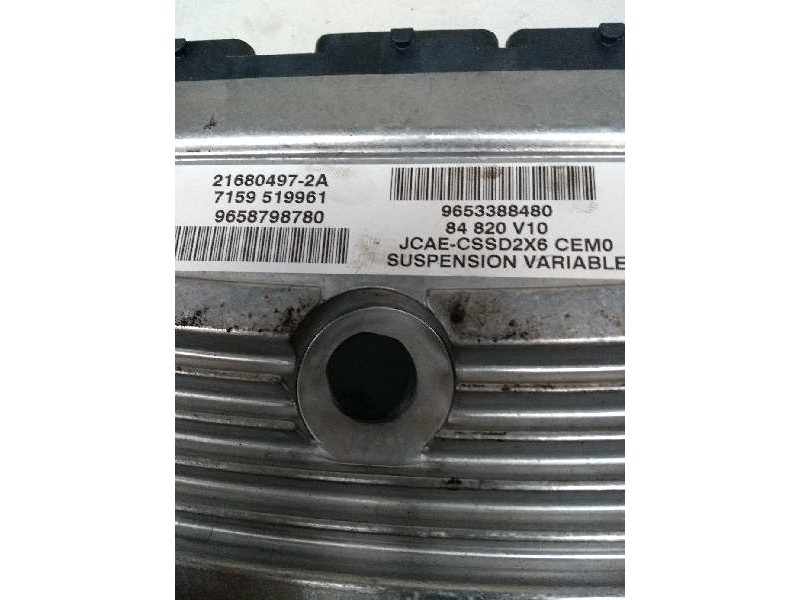 21680497-2A
7159 519961
9658798780
9653388480
84 820 V10
JCAE-CSSD2X6 CEM0
SUSPENSION VARIABLE